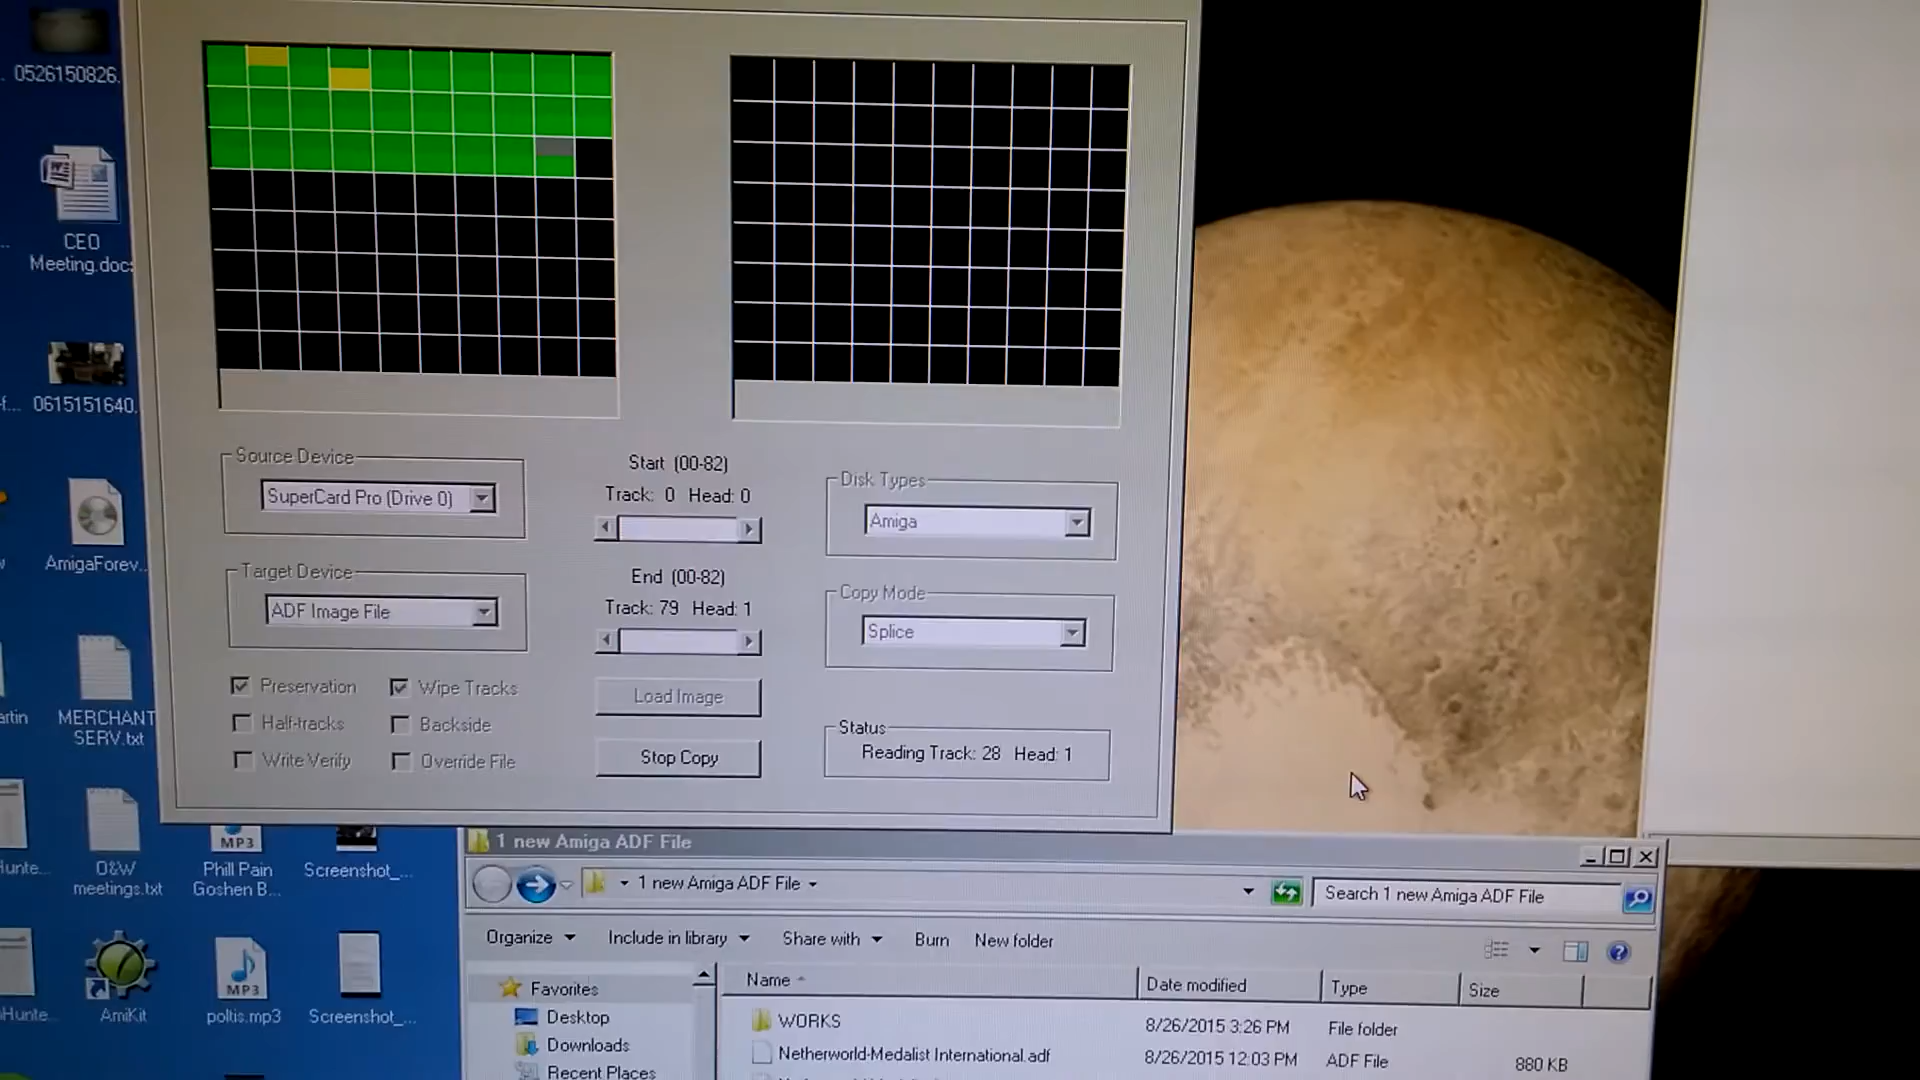 0526150826.
CEO
Meeting.doc
0615151640.
AmigaForev...
MERCHANT
SERV.txt
O&W
meetings.txt
AmiKit
MP3
Phill Pain
Goshen B...
Screenshot_...
MP3
poltis.mp3
Screenshot_...
Source Device
SuperCard Pro (Drive 0)
Target Device
ADF Image File
Preservation
Wipe Tracks
Half-tracks
Backside
Write Verify
Override File
Start (00-82)
Track: 0 Head: 0
End (00-82)
Track: 79 Head: 1
Load Image
Stop Copy
Disk Types
Amiga
Copy Mode
Splice
Status
Reading Track: 28 Head: 1
1 new Amiga ADF File
1 new Amiga ADF File
Search 1 new Amiga ADF File
Organize
Include in library
Share with
Burn
New folder
Favorites
Desktop
Downloads
Recent Places
Name
Date modified
Type
Size
WORKS
8/26/2015 3:26 PM
File folder
Netherworld-Medalist International.adf
8/26/2015 12:03 PM
ADF File
880 KB